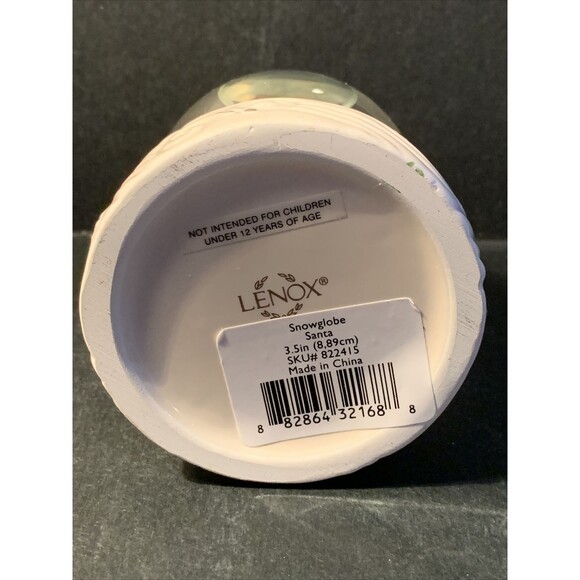 NOT INTENDED FOR CHILDREN
UNDER 12 YEARS OF AGE
LENOX®
Snowglobe
Santa
3.5in (8.89cm)
SKU# 822415
Made in China
8 82864 32168 8